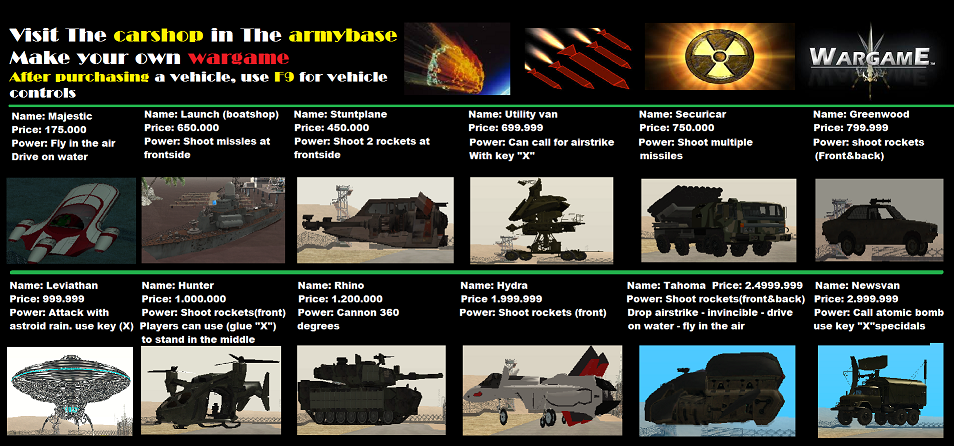 Visit The carshop in The armybase
Make your own wargame
After purchasing a vehicle, use F9 for vehicle
controls
WARGAME™
Name: Majestic
Price: 175.000
Power: Fly in the air
Drive on water
Name: Launch (boatshop)
Price: 650.000
Power: Shoot missles at
frontside
Name: Stuntplane
Price: 450.000
Power: Shoot 2 rockets at
frontside
Name: Utility van
Price: 699.999
Power: Can call for airstrike
With key "X"
Name: Securicar
Price: 750.000
Power: Shoot multiple
missiles
Name: Greenwood
Price: 799.999
Power: shoot rockets
(Front&back)
Name: Leviathan
Price: 999.999
Power: Attack with
astroid rain. use key (X)
Name: Hunter
Price: 1.000.000
Power: Shoot rockets(front)
Players can use (glue "X")
to stand in the middle
Name: Rhino
Price: 1.200.000
Power: Cannon 360
degrees
Name: Hydra
Price 1.999.999
Power: Shoot rockets (front)
Name: Tahoma Price: 2.4999.999
Power: Shoot rockets(front&back)
Drop airstrike - invincible - drive
on water - fly in the air
Name: Newsvan
Price: 2.999.999
Power: Call atomic bomb
use key "X"specidals